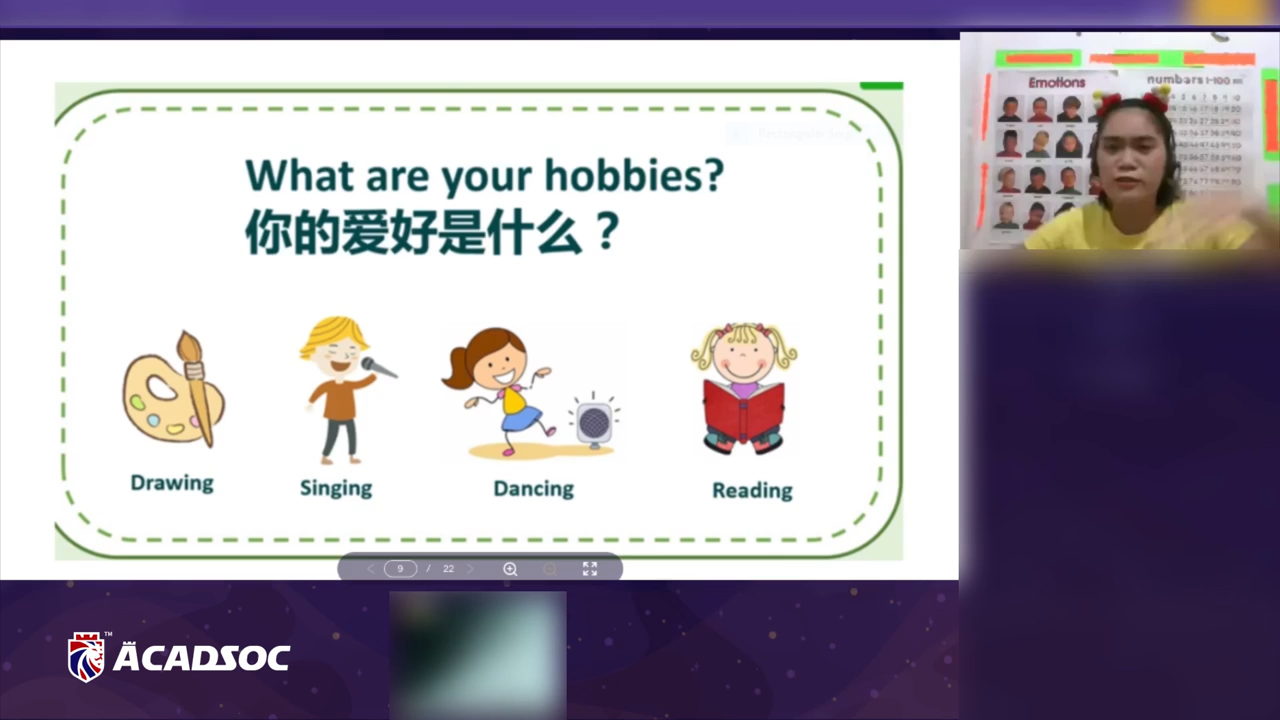 What are your hobbies?
你的爱好是什么？
Drawing
Singing
Dancing
Reading
9 / 22
ACADSOC
TM
Emotions
numbers 1-100